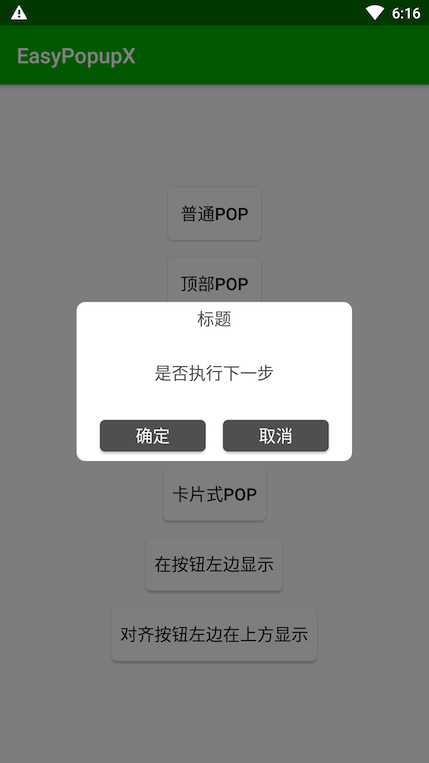 6:16
EasyPopupX
普通POP
顶部POP
标题
是否执行下一步
确定 取消
卡片式POP
在按钮左边显示
对齐按钮左边在上方显示